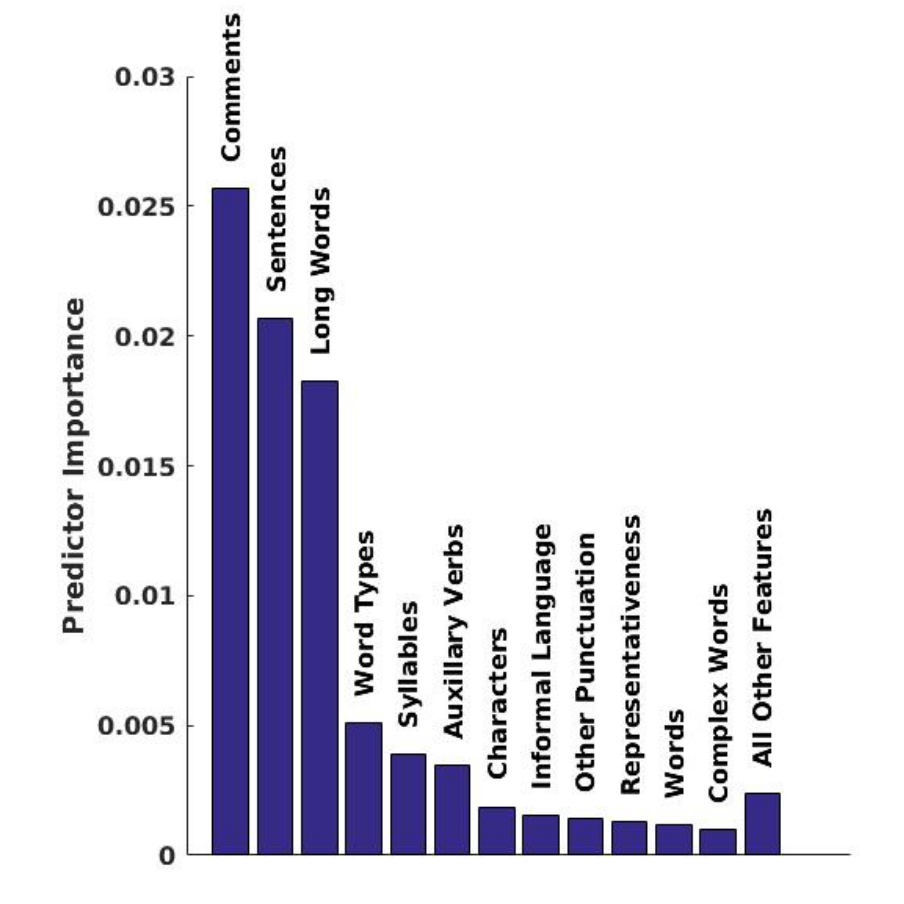 Predictor Importance
0.03
0.025
0.02
0.015
0.01
0.005
0
Comments
Sentences
Long Words
Word Types
Syllables
Auxillary Verbs
Characters
Informal Language
Other Punctuation
Representativeness
Words
Complex Words
All Other Features